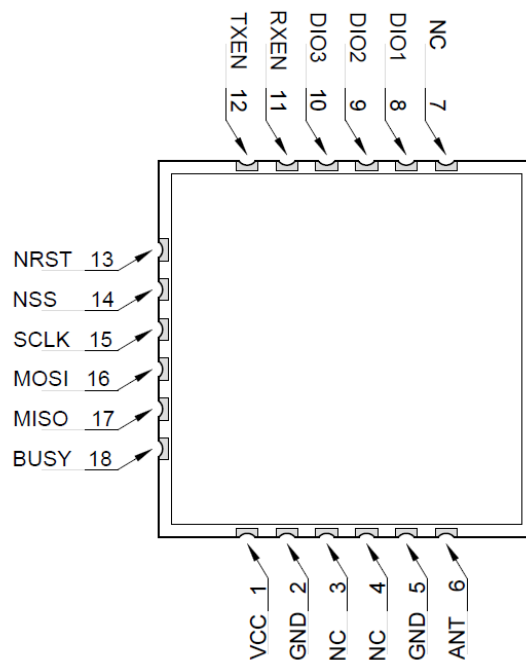 TXEN 12
RXEN 11
DIO3 10
DIO2 9
DIO1 8
NC 7
NRST 13
NSS 14
SCLK 15
MOSI 16
MISO 17
BUSY 18
VCC 1
GND 2
NC 3
NC 4
GND 5
ANT 6